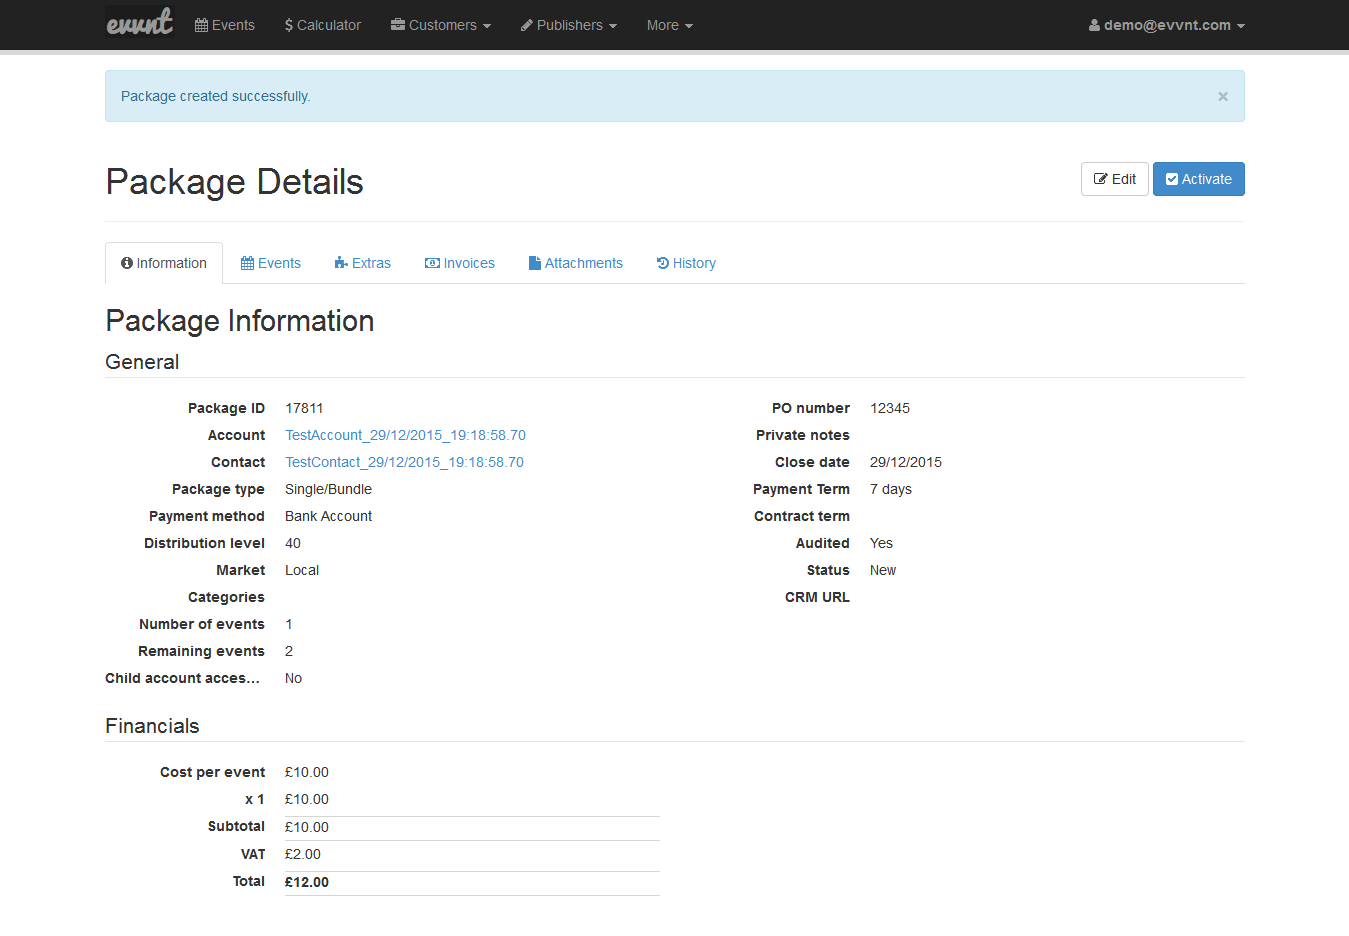 evvnt Events Calculator Customers Publishers More demo@evvnt.com
Package created successfully. ×
Package Details
Edit Activate
Information Events Extras Invoices Attachments History
Package Information
General
Package ID 17811
Account TestAccount_29/12/2015_19:18:58.70
Contact TestContact_29/12/2015_19:18:58.70
Package type Single/Bundle
Payment method Bank Account
Distribution level 40
Market Local
Categories
Number of events 1
Remaining events 2
Child account acces... No
PO number 12345
Private notes
Close date 29/12/2015
Payment Term 7 days
Contract term
Audited Yes
Status New
CRM URL
Financials
Cost per event £10.00
x 1 £10.00
Subtotal £10.00
VAT £2.00
Total £12.00